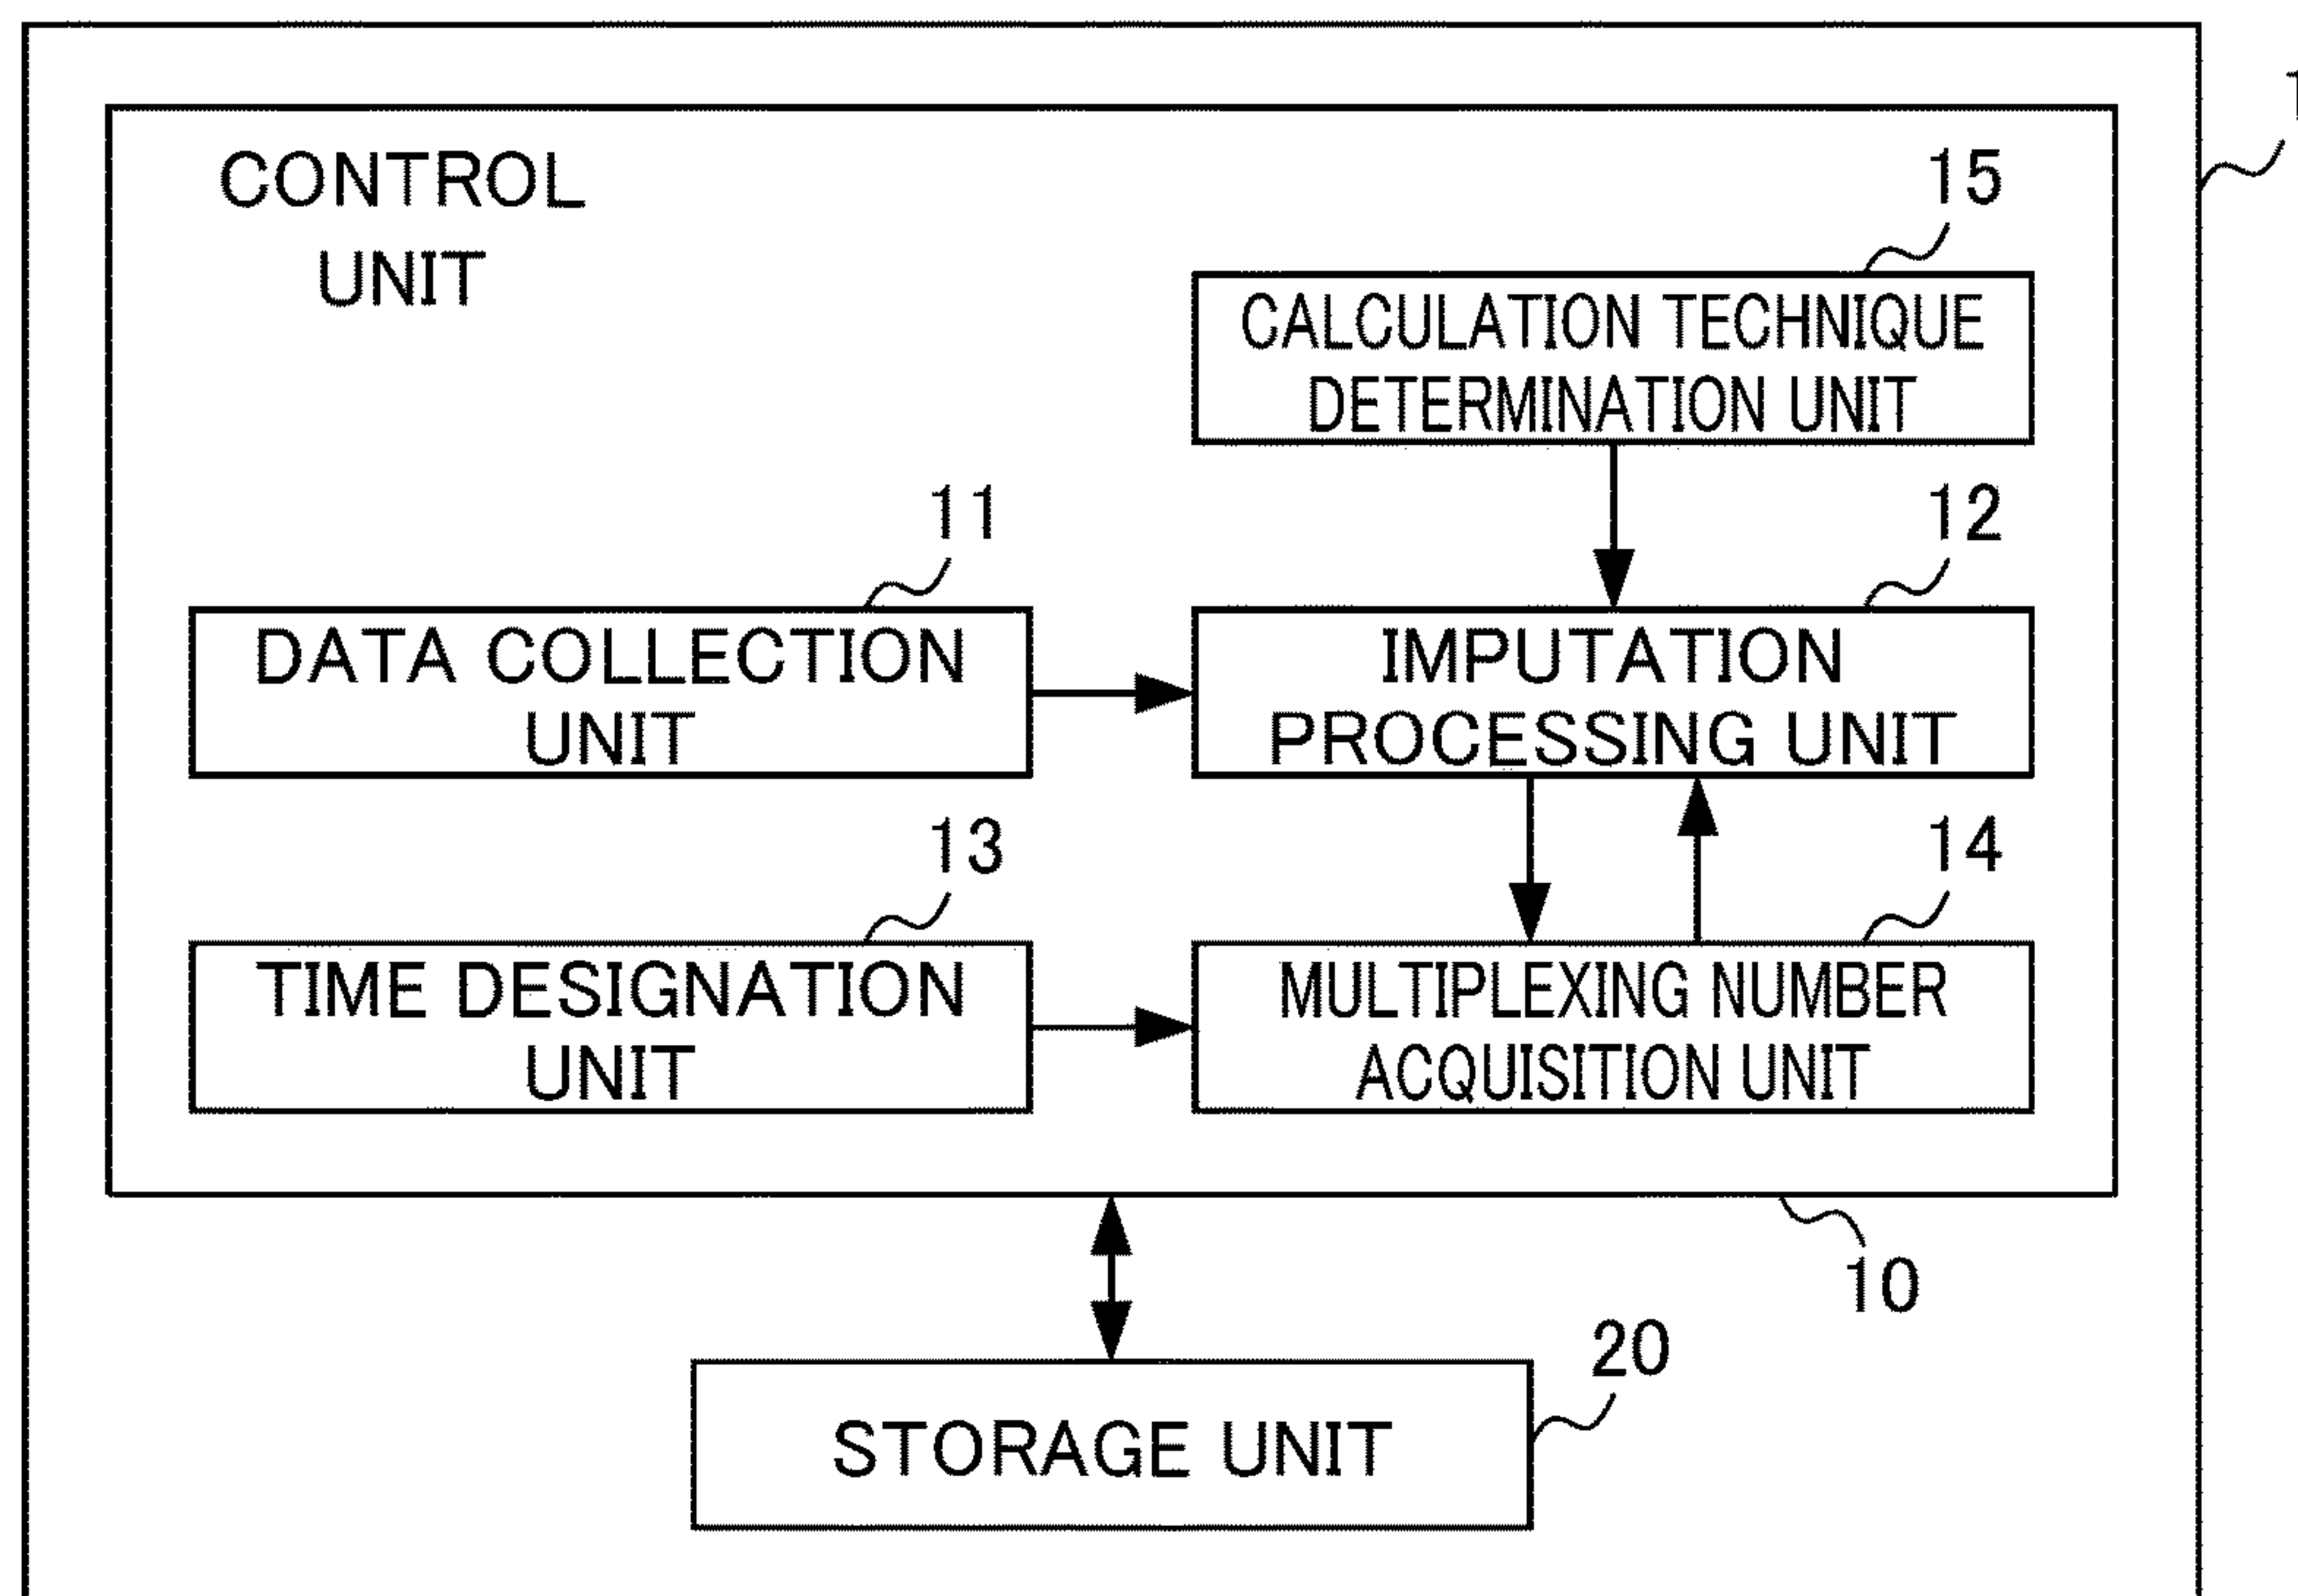 1
CONTROL
UNIT
15
CALCULATION TECHNIQUE
DETERMINATION UNIT
11
12
DATA COLLECTION
UNIT
IMPUTATION
PROCESSING UNIT
13
14
TIME DESIGNATION
UNIT
MULTIPLEXING NUMBER
ACQUISITION UNIT
10
20
STORAGE UNIT